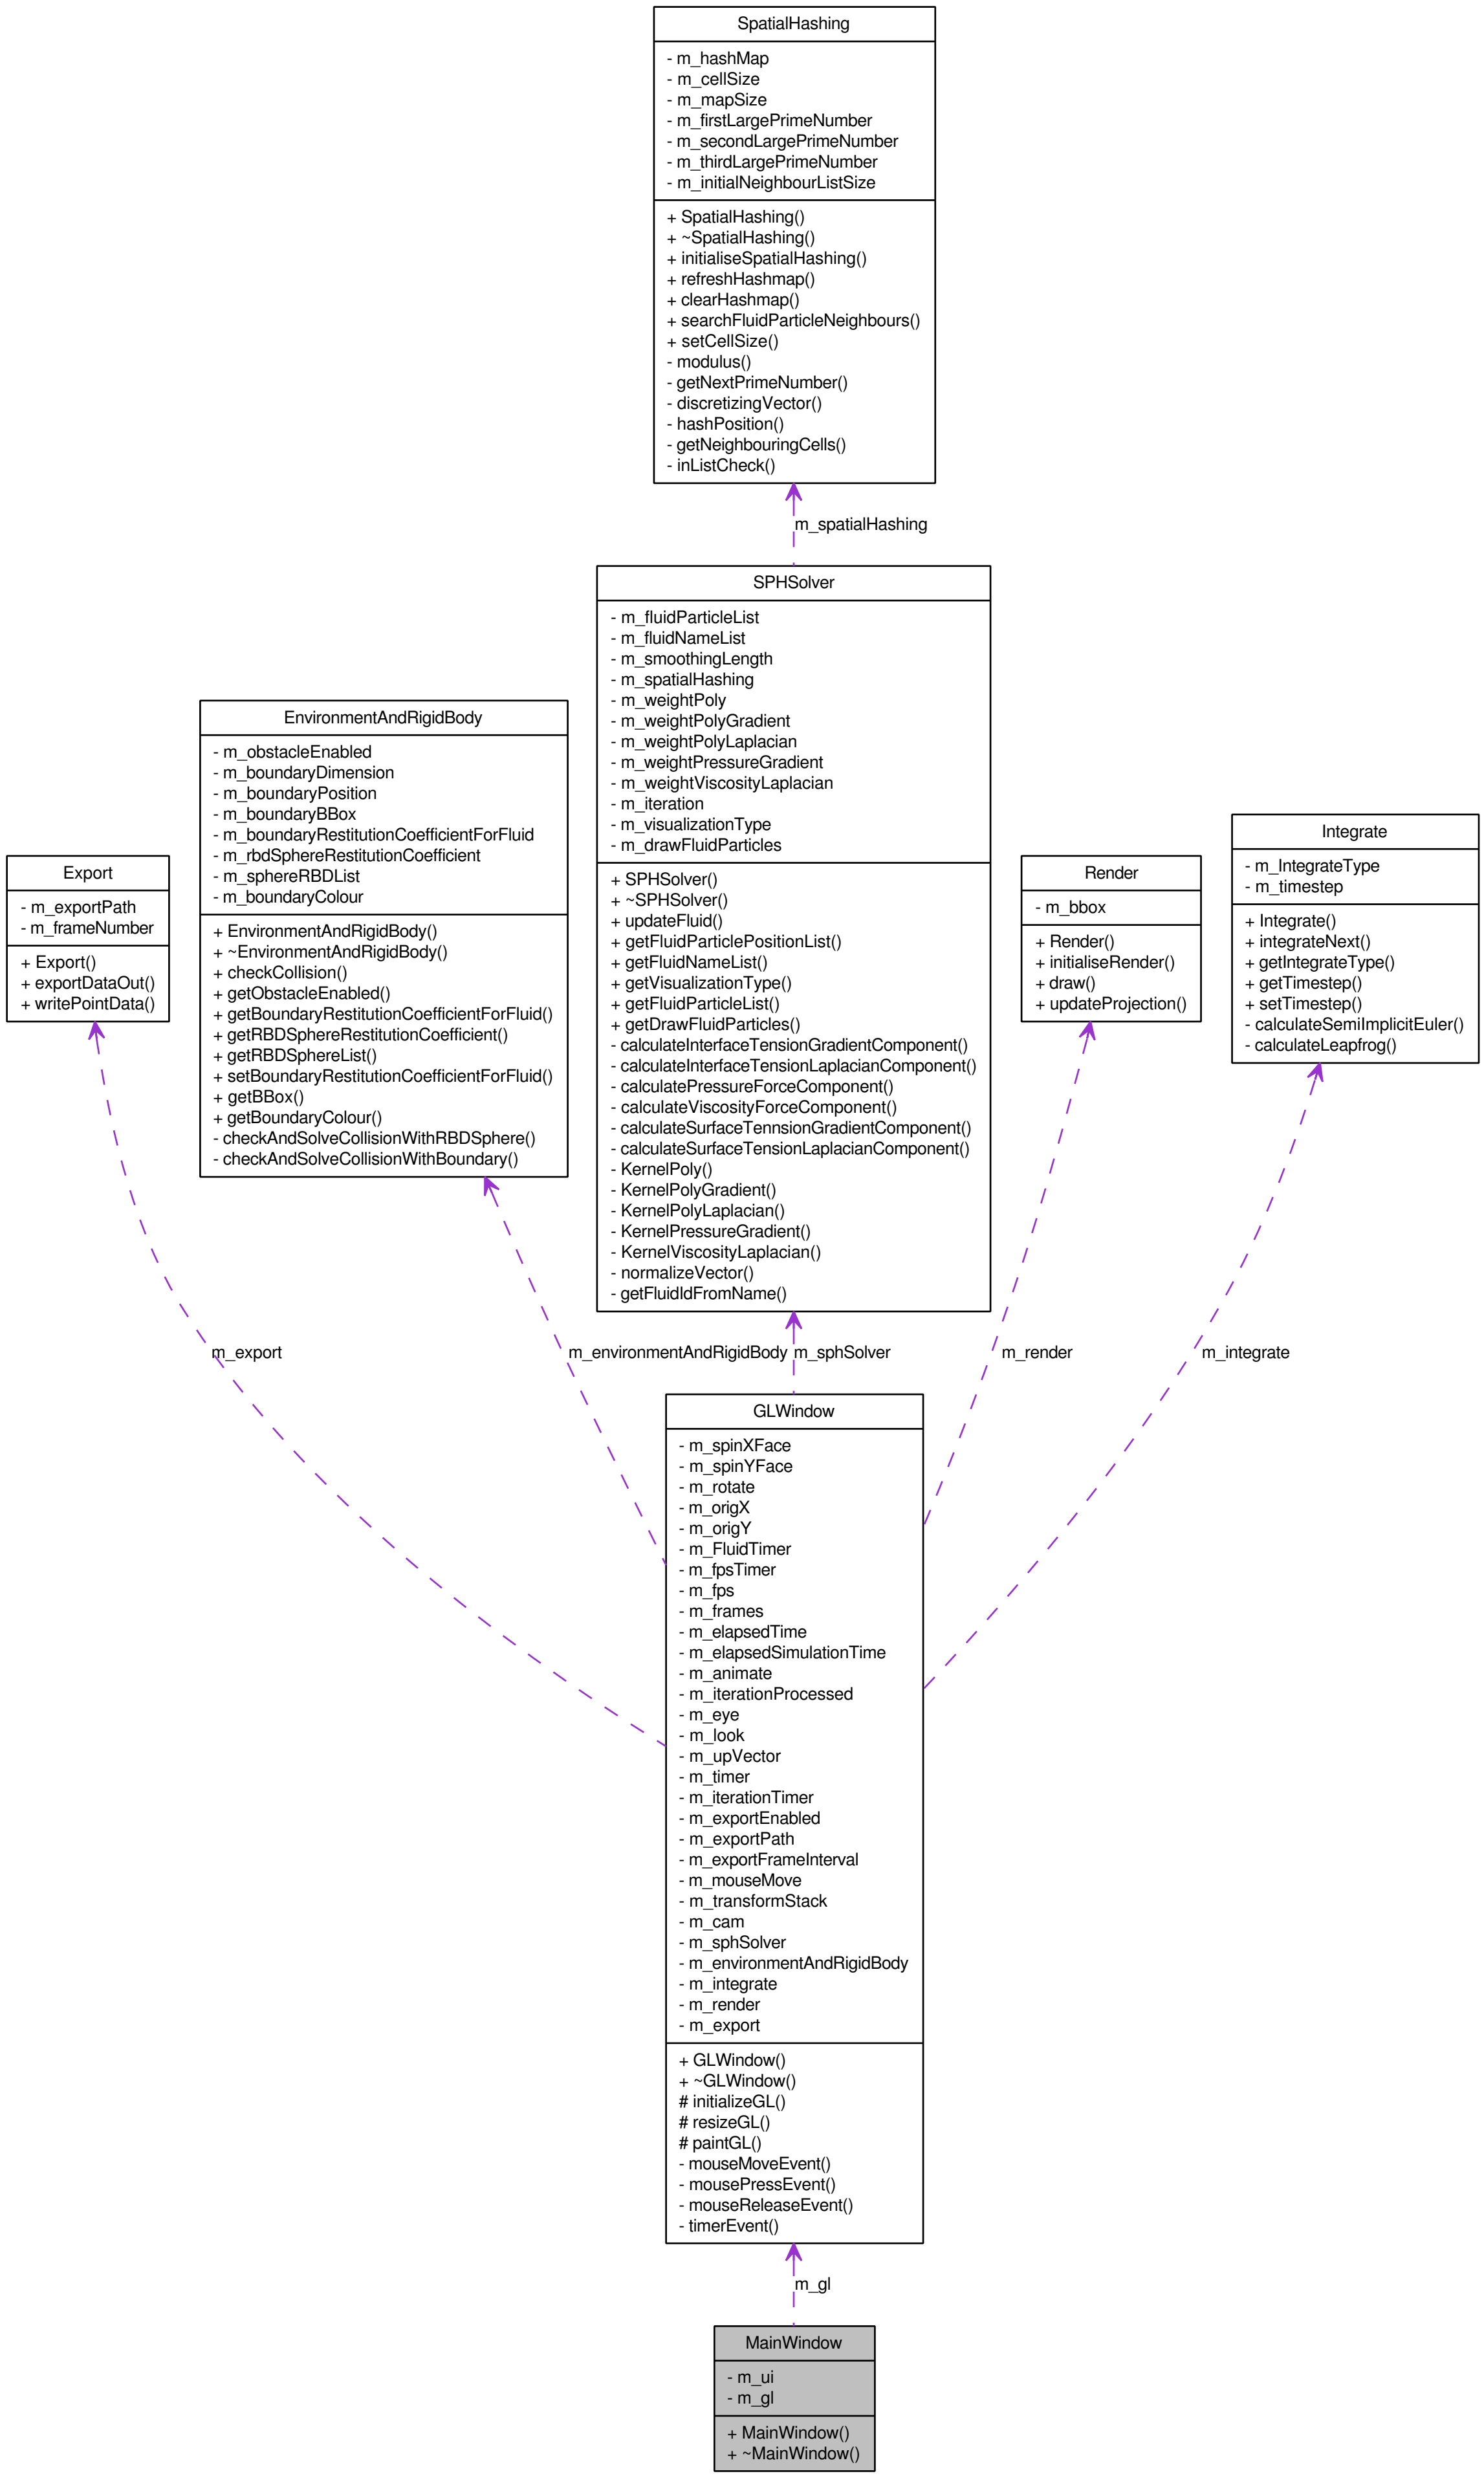 SpatialHashing
- m_hashMap
- m_cellSize
- m_mapSize
- m_firstLargePrimeNumber
- m_secondLargePrimeNumber
- m_thirdLargePrimeNumber
- m_initialNeighbourListSize
+ SpatialHashing()
+ ~SpatialHashing()
+ initialiseSpatialHashing()
+ refreshHashmap()
+ clearHashmap()
+ searchFluidParticleNeighbours()
+ setCellSize()
- modulus()
- getNextPrimeNumber()
- discretizingVector()
- hashPosition()
- getNeighbouringCells()
- inListCheck()
m_spatialHashing
SPHSolver
- m_fluidParticleList
- m_fluidNameList
- m_smoothingLength
- m_spatialHashing
- m_weightPoly
- m_weightPolyGradient
- m_weightPolyLaplacian
- m_weightPressureGradient
- m_weightViscosityLaplacian
- m_iteration
- m_visualizationType
- m_drawFluidParticles
+ SPHSolver()
+ ~SPHSolver()
+ updateFluid()
+ getFluidParticlePositionList()
+ getFluidNameList()
+ getVisualizationType()
+ getFluidParticleList()
+ getDrawFluidParticles()
- calculateInterfaceTensionGradientComponent()
- calculateInterfaceTensionLaplacianComponent()
- calculatePressureForceComponent()
- calculateViscosityForceComponent()
- calculateSurfaceTennsionGradientComponent()
- calculateSurfaceTensionLaplacianComponent()
- KernelPoly()
- KernelPolyGradient()
- KernelPolyLaplacian()
- KernelPressureGradient()
- KernelViscosityLaplacian()
- normalizeVector()
- getFluidIdFromName()
EnvironmentAndRigidBody
- m_obstacleEnabled
- m_boundaryDimension
- m_boundaryPosition
- m_boundaryBBox
- m_boundaryRestitutionCoefficientForFluid
- m_rbdSphereRestitutionCoefficient
- m_sphereRBDList
- m_boundaryColour
+ EnvironmentAndRigidBody()
+ ~EnvironmentAndRigidBody()
+ checkCollision()
+ getObstacleEnabled()
+ getBoundaryRestitutionCoefficientForFluid()
+ getRBDSphereRestitutionCoefficient()
+ getRBDSphereList()
+ setBoundaryRestitutionCoefficientForFluid()
+ getBBox()
+ getBoundaryColour()
- checkAndSolveCollisionWithRBDSphere()
- checkAndSolveCollisionWithBoundary()
Export
- m_exportPath
- m_frameNumber
+ Export()
+ exportDataOut()
+ writePointData()
Render
- m_bbox
+ Render()
+ initialiseRender()
+ draw()
+ updateProjection()
Integrate
- m_IntegrateType
- m_timestep
+ Integrate()
+ integrateNext()
+ getIntegrateType()
+ getTimestep()
+ setTimestep()
- calculateSemiImplicitEuler()
- calculateLeapfrog()
m_export
m_environmentAndRigidBody
m_sphSolver
m_render
m_integrate
GLWindow
- m_spinXFace
- m_spinYFace
- m_rotate
- m_origX
- m_origY
- m_FluidTimer
- m_fpsTimer
- m_fps
- m_frames
- m_elapsedTime
- m_elapsedSimulationTime
- m_animate
- m_iterationProcessed
- m_eye
- m_look
- m_upVector
- m_timer
- m_iterationTimer
- m_exportEnabled
- m_exportPath
- m_exportFrameInterval
- m_mouseMove
- m_transformStack
- m_cam
- m_sphSolver
- m_environmentAndRigidBody
- m_integrate
- m_render
- m_export
+ GLWindow()
+ ~GLWindow()
# initializeGL()
# resizeGL()
# paintGL()
- mouseMoveEvent()
- mousePressEvent()
- mouseReleaseEvent()
- timerEvent()
m_gl
MainWindow
- m_ui
- m_gl
+ MainWindow()
+ ~MainWindow()